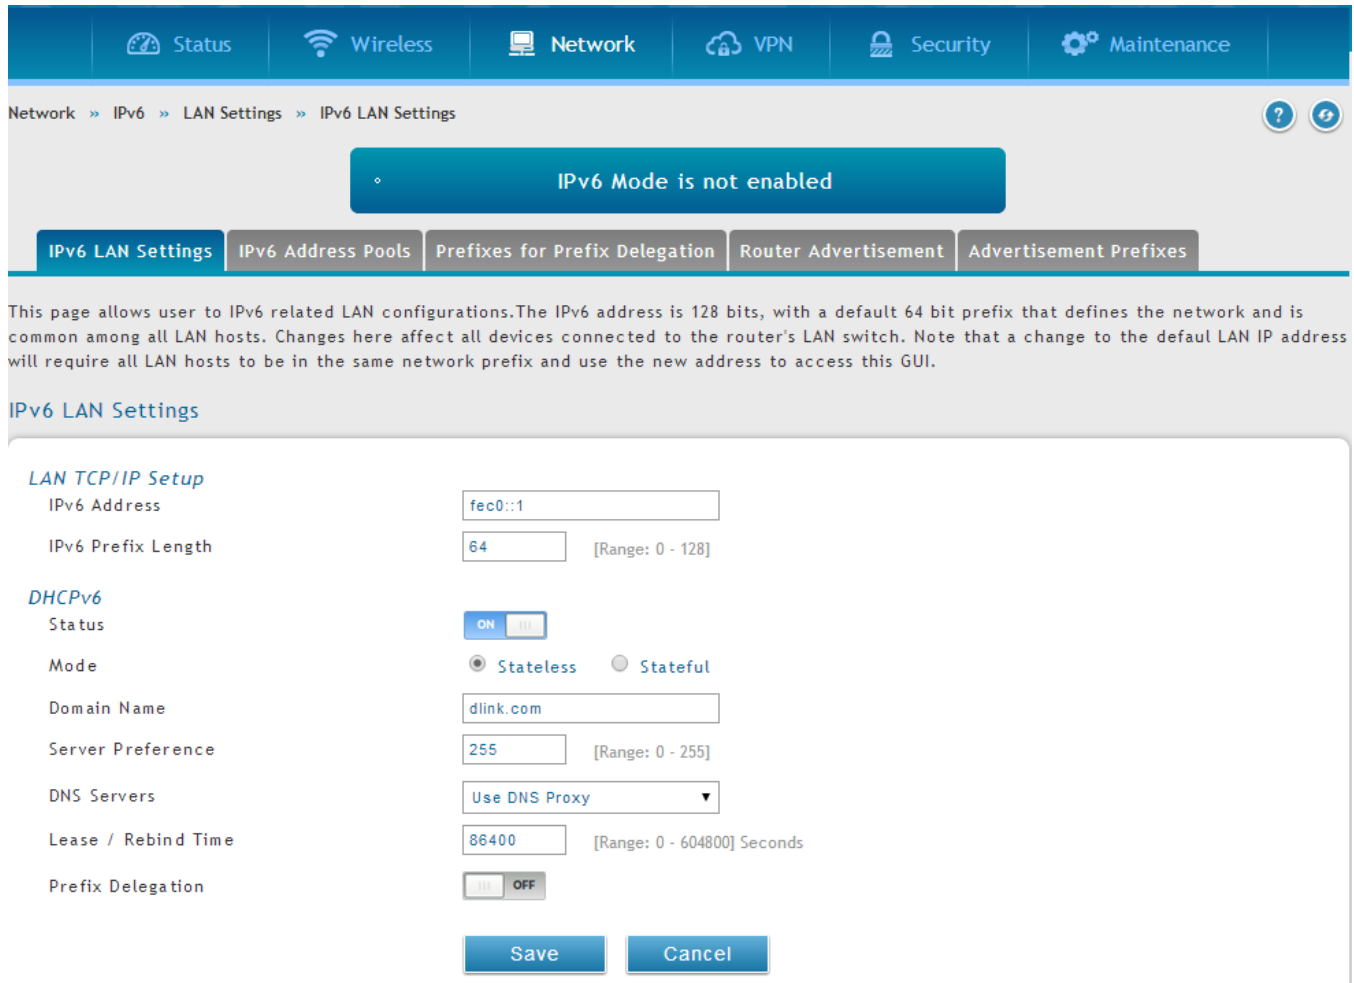 Status Wireless Network VPN Security Maintenance
Network » IPv6 » LAN Settings » IPv6 LAN Settings
?
IPv6 Mode is not enabled
IPv6 LAN Settings IPv6 Address Pools Prefixes for Prefix Delegation Router Advertisement Advertisement Prefixes
This page allows user to IPv6 related LAN configurations.The IPv6 address is 128 bits, with a default 64 bit prefix that defines the network and is
common among all LAN hosts. Changes here affect all devices connected to the router's LAN switch. Note that a change to the defaul LAN IP address
will require all LAN hosts to be in the same network prefix and use the new address to access this GUI.
IPv6 LAN Settings
LAN TCP/IP Setup
IPv6 Address fec0::1
IPv6 Prefix Length 64 [Range: 0 - 128]
DHCPv6
Status ON
Mode Stateless Stateful
Domain Name dlink.com
Server Preference 255 [Range: 0 - 255]
DNS Servers Use DNS Proxy
Lease / Rebind Time 86400 [Range: 0 - 604800] Seconds
Prefix Delegation OFF
Save Cancel